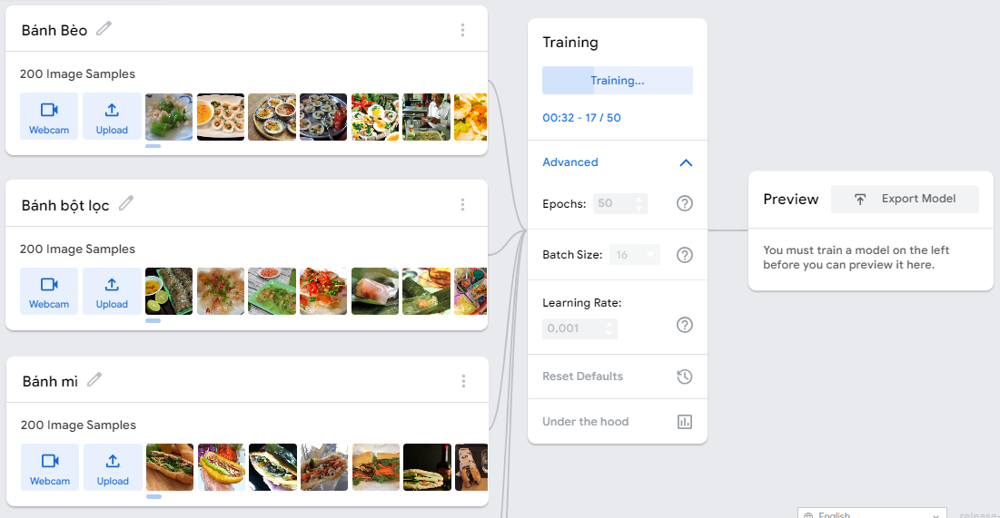 Bánh Bèo
200 Image Samples
Webcam
Upload
Bánh bột lọc
200 Image Samples
Webcam
Upload
Bánh mì
200 Image Samples
Webcam
Upload
Training
Training...
00:32 - 17 / 50
Advanced
Epochs: 50
Batch Size: 16
Learning Rate:
0,001
Reset Defaults
Under the hood
Preview
Export Model
You must train a model on the left
before you can preview it here.
English
release-